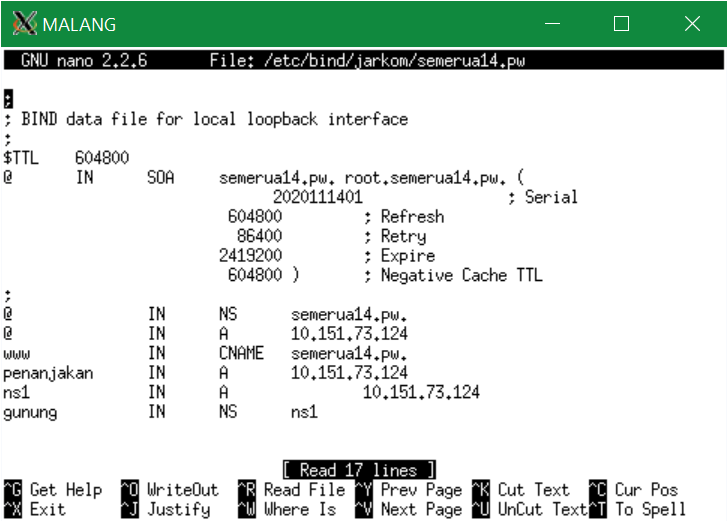 MALANG
GNU nano 2.2.6 File: /etc/bind/jarkom/semerua14.pw
;
; BIND data file for local loopback interface
;
$TTL 604800
@ IN SOA semerua14.pw. root.semerua14.pw. (
2020111401 ; Serial
604800 ; Refresh
86400 ; Retry
2419200 ; Expire
604800 ) ; Negative Cache TTL
;
@ IN NS semerua14.pw.
@ IN A 10.151.73.124
www IN CNAME semerua14.pw.
penanjakan IN A 10.151.73.124
ns1 IN A 10.151.73.124
gunung IN NS ns1
[ Read 17 lines ]
^G Get Help ^O WriteOut ^R Read File ^Y Prev Page ^K Cut Text ^C Cur Pos
^X Exit ^J Justify ^W Where Is ^V Next Page ^U UnCut Text ^T To Spell